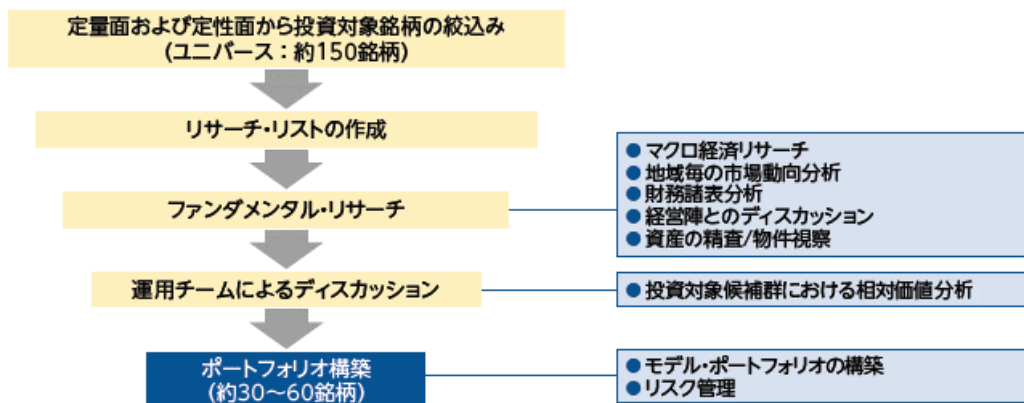 定量面および定性面から投資対象銘柄の絞込み
(ユニバース：約150銘柄)
リサーチ・リストの作成
ファンダメンタル・リサーチ
● マクロ経済リサーチ
● 地域毎の市場動向分析
● 財務諸表分析
● 経営陣とのディスカッション
● 資産の精査/物件視察
運用チームによるディスカッション
● 投資対象候補群における相対価値分析
ポートフォリオ構築
(約30～60銘柄)
● モデル・ポートフォリオの構築
● リスク管理